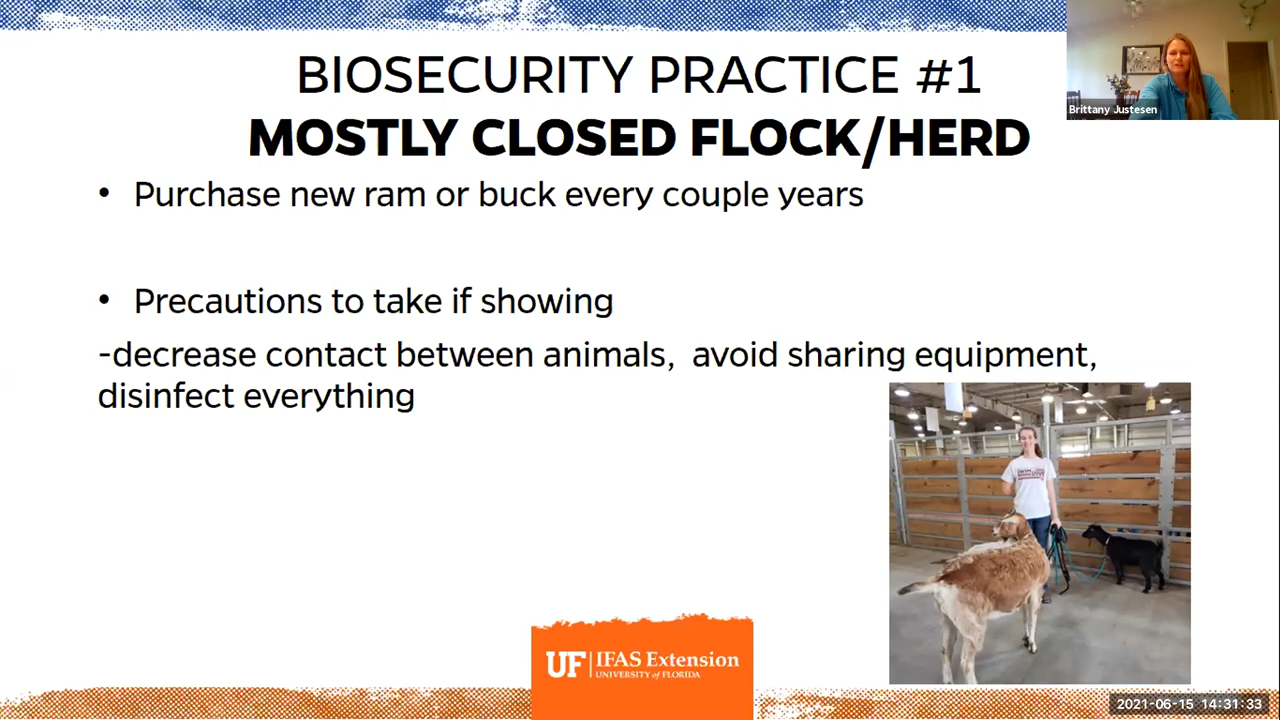 BIOSECURITY PRACTICE #1
MOSTLY CLOSED FLOCK/HERD
Brittany Justesen
• Purchase new ram or buck every couple years
• Precautions to take if showing
-decrease contact between animals,  avoid sharing equipment,
disinfect everything
UF | IFAS Extension
UNIVERSITY of FLORIDA
2021-06-15 14:31:33